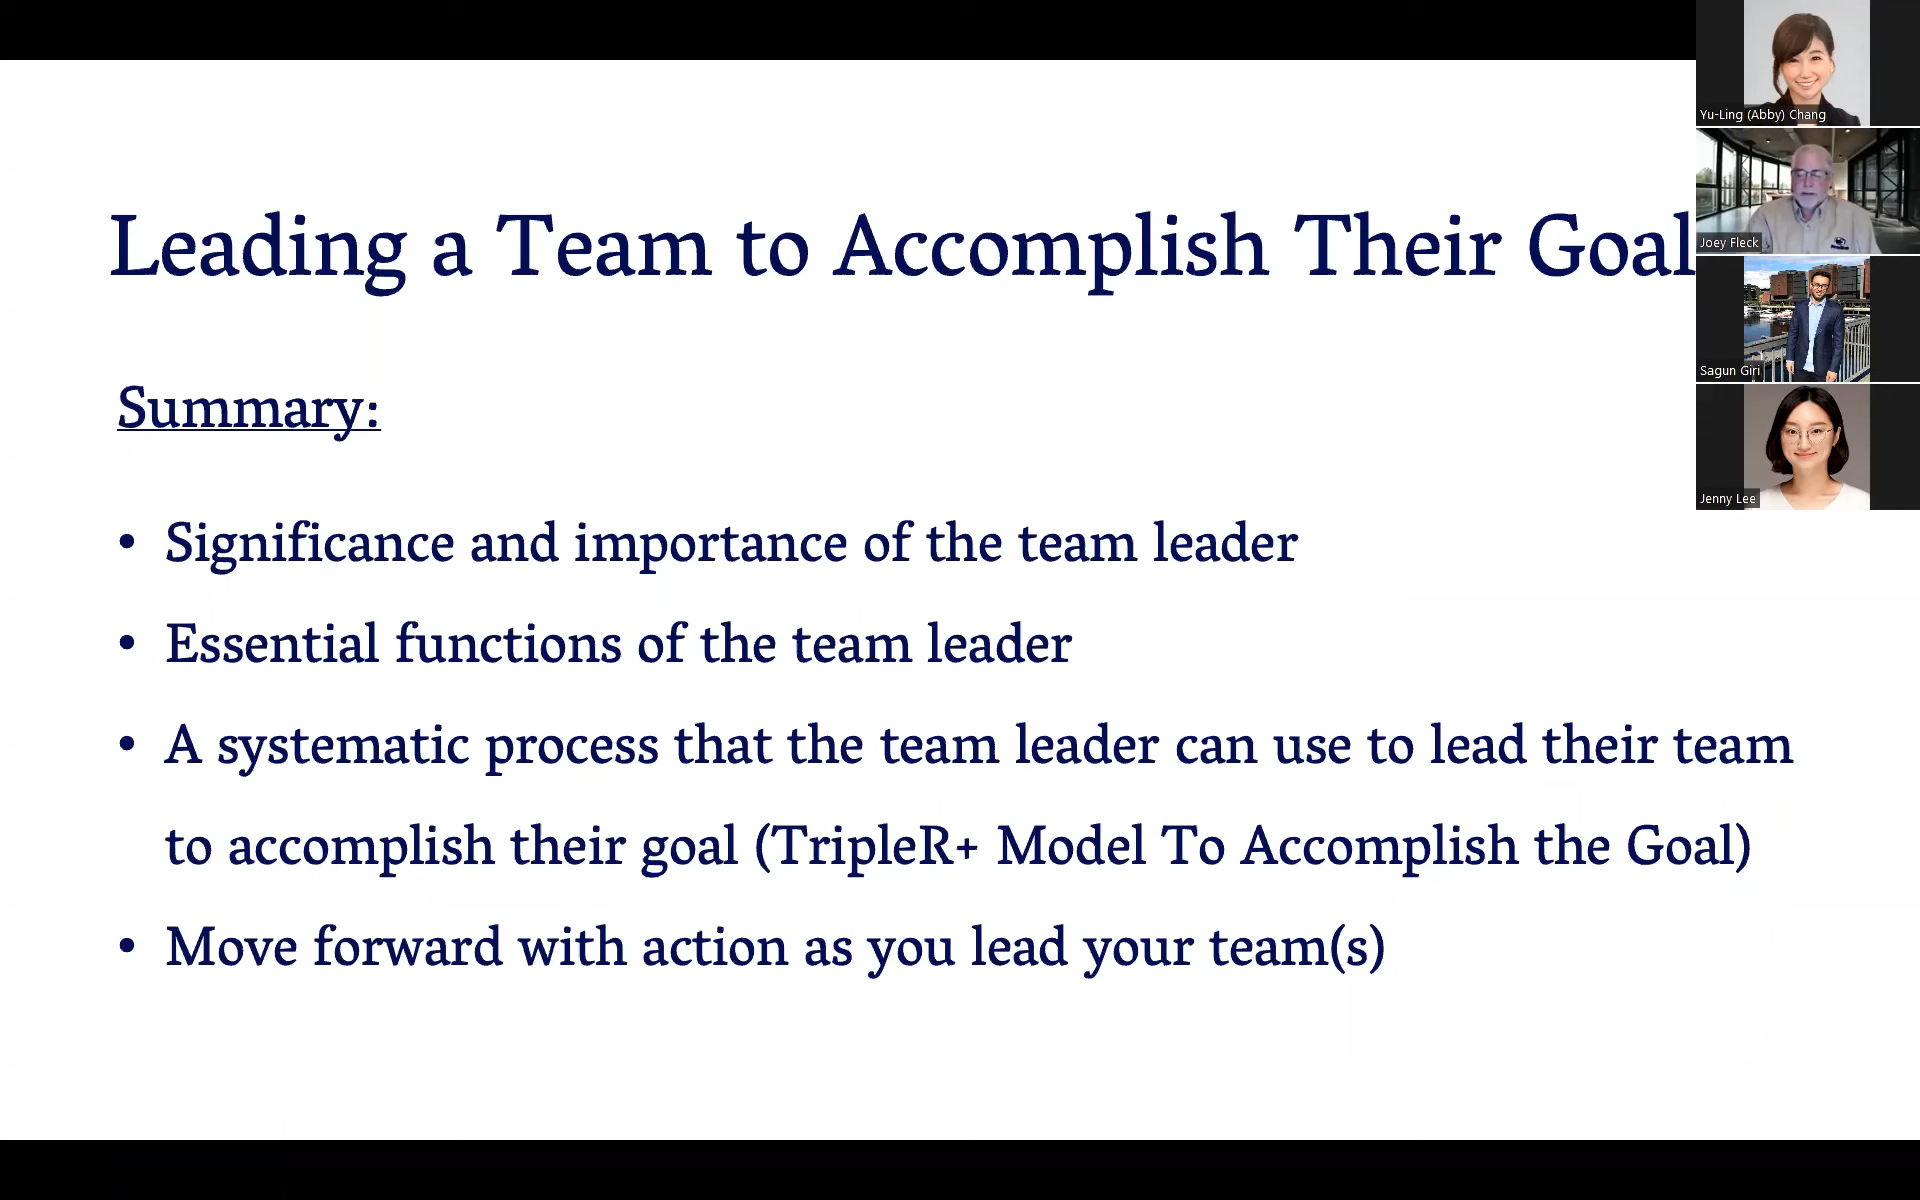 Leading a Team to Accomplish Their Goal
Summary:
• Significance and importance of the team leader
• Essential functions of the team leader
• A systematic process that the team leader can use to lead their team
to accomplish their goal (TripleR+ Model To Accomplish the Goal)
• Move forward with action as you lead your team(s)
Yu-Ling (Abby) Chang
Joey Fleck
Sagun Giri
Jenny Lee